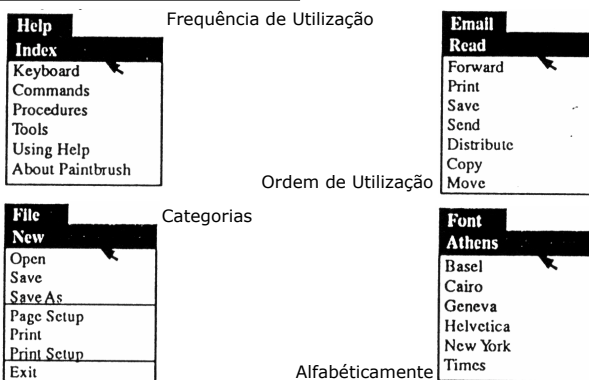 Help
Index
Keyboard
Commands
Procedures
Tools
Using Help
About Paintbrush
Frequência de Utilização
Email
Read
Forward
Print
Save
Send
Distribute
Copy
Move
Ordem de Utilização
File
New
Open
Save
Save As
Page Setup
Print
Print Setup
Exit
Categorias
Font
Athens
Basel
Cairo
Geneva
Helvetica
New York
Times
Alfabéticamente